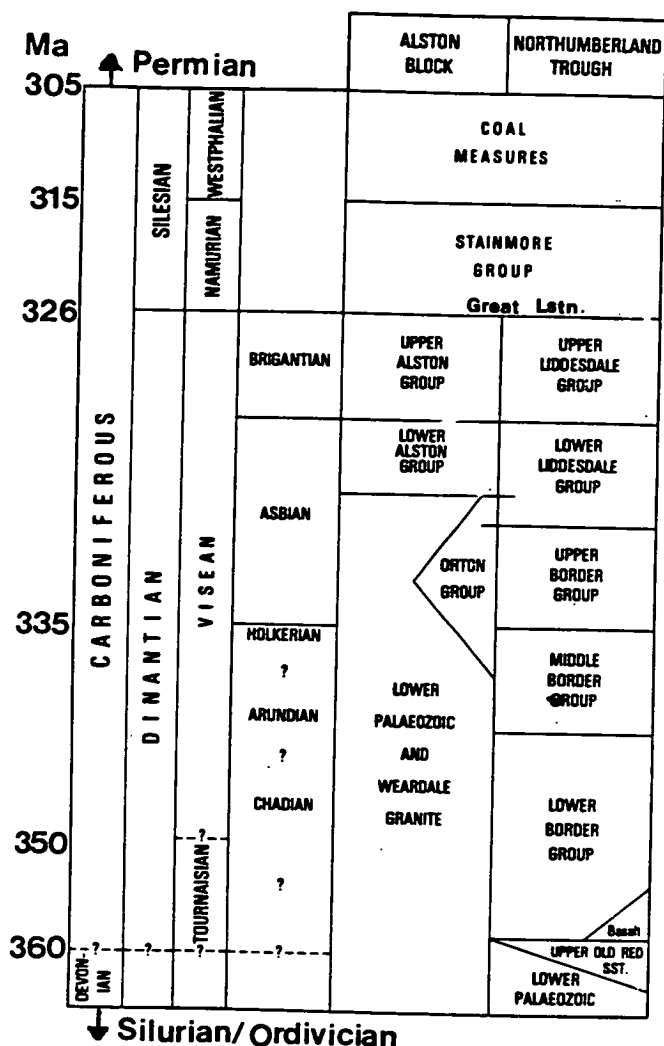 Ma
ALSTON
BLOCK
NORTHUMBERLAND
TROUGH
Permian
305
315
326
335
350
360
CARBONIFEROUS
DEVON-
IAN
SILESIAN
DINANTIAN
WESTPHALIAN
NAMURIAN
VISEAN
?
TOURNAISIAN
?
?
?
BRIGANTIAN
ASBIAN
HOLKERIAN
?
ARUNDIAN
?
CHADIAN
?
?
COAL
MEASURES
STAINMORE
GROUP
Great Lstn.
UPPER
ALSTON
GROUP
UPPER
LIDDESDALE
GROUP
LOWER
ALSTON
GROUP
LOWER
LIDDESDALE
GROUP
ORTON
GROUP
UPPER
BORDER
GROUP
LOWER
PALAEOZOIC
AND
WEARDALE
GRANITE
MIDDLE
BORDER
GROUP
LOWER
BORDER
GROUP
UPPER OLD RED
SST.
LOWER
PALAEOZOIC
Silurian/Ordivician